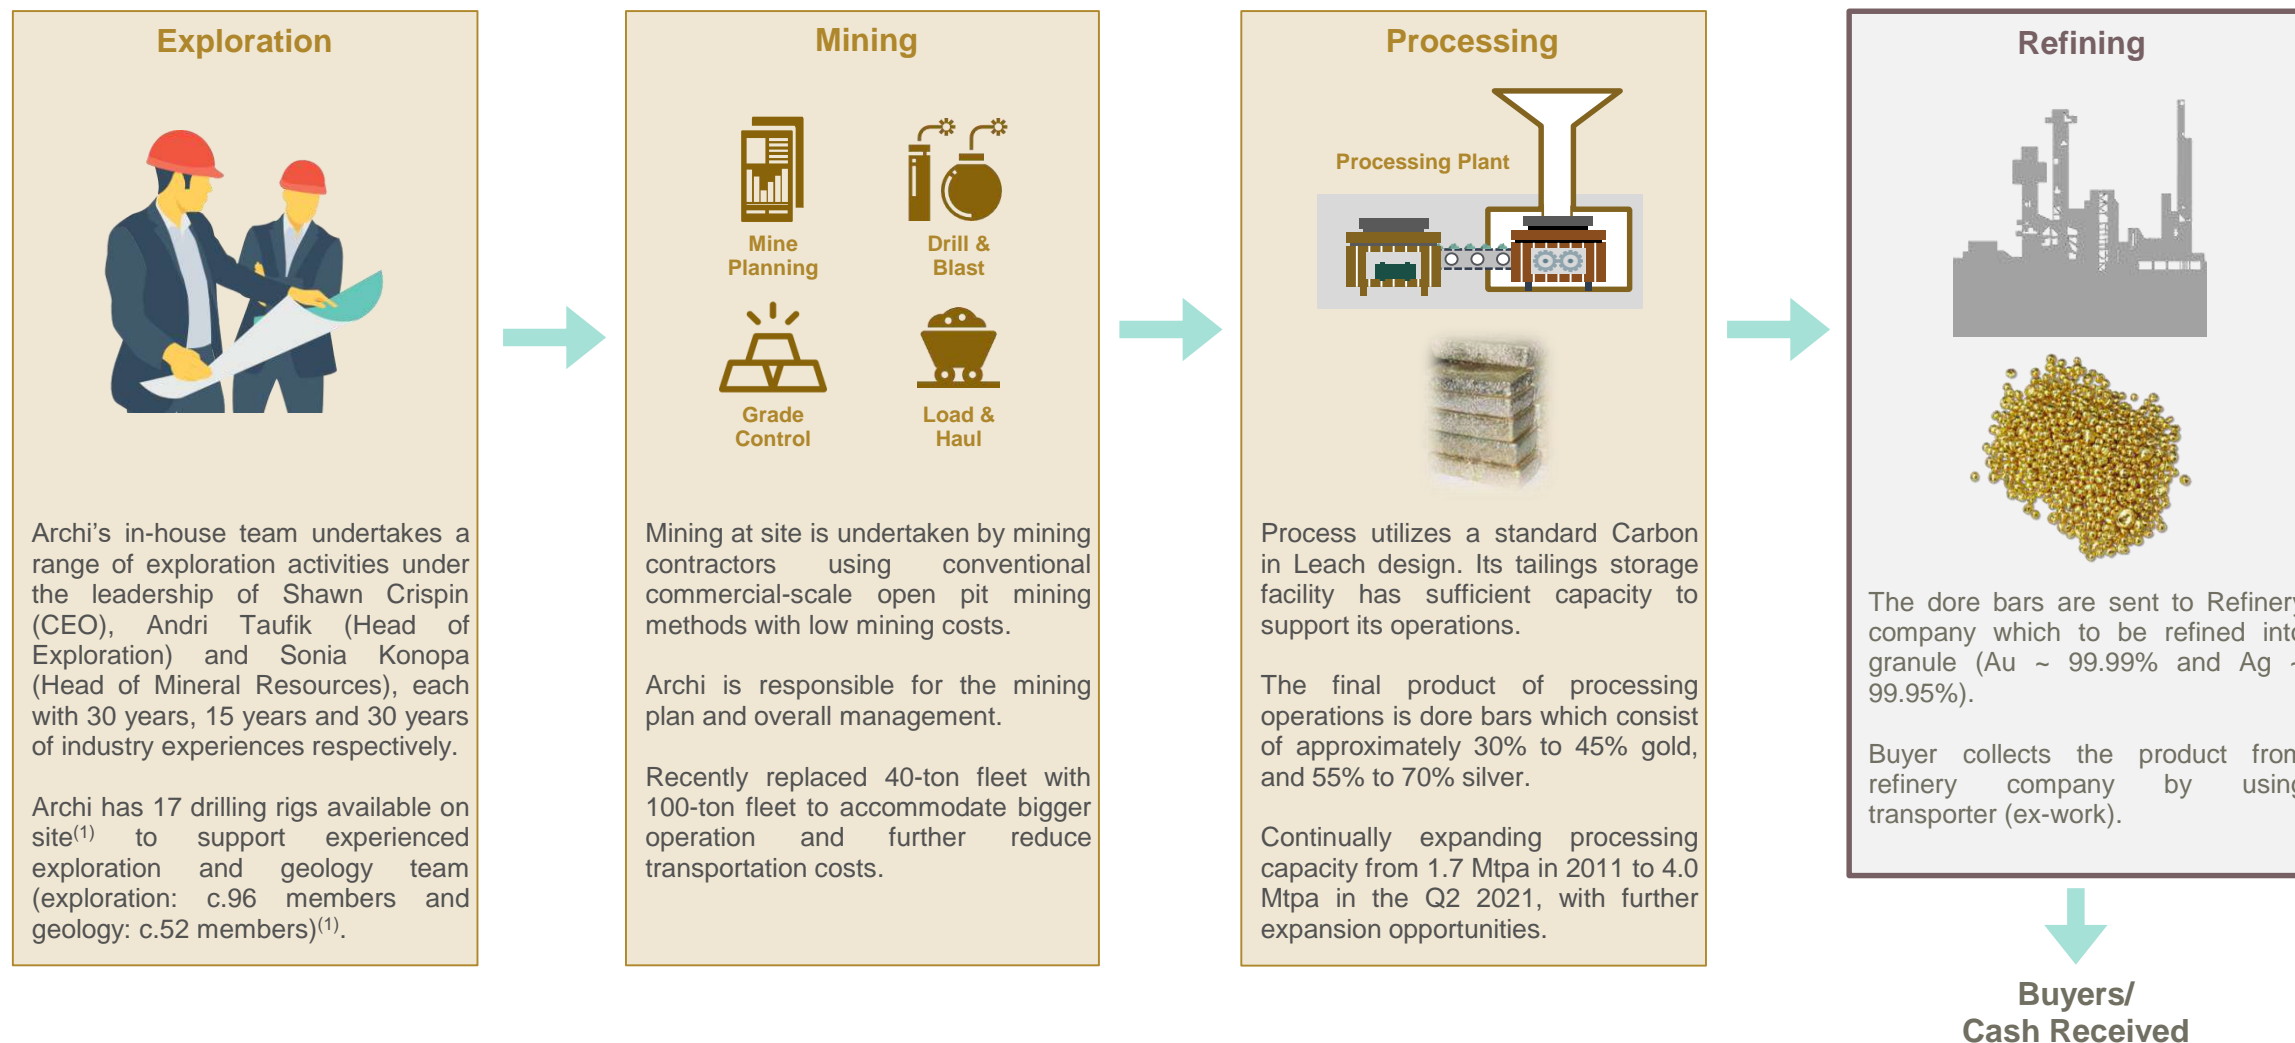 Exploration
Archi’s in-house team undertakes a
range of exploration activities under
the leadership of Shawn Crispin
(CEO), Andri Taufik (Head of
Exploration) and Sonia Konopa
(Head of Mineral Resources), each
with 30 years, 15 years and 30 years
of industry experiences respectively.
Archi has 17 drilling rigs available on
site(1) to support experienced
exploration and geology team
(exploration: c.96 members and
geology: c.52 members)(1).
Mining
Mine
Planning
Drill &
Blast
Grade
Control
Load &
Haul
Mining at site is undertaken by mining
contractors using conventional
commercial-scale open pit mining
methods with low mining costs.
Archi is responsible for the mining
plan and overall management.
Recently replaced 40-ton fleet with
100-ton fleet to accommodate bigger
operation and further reduce
transportation costs.
Processing
Processing Plant
Process utilizes a standard Carbon
in Leach design. Its tailings storage
facility has sufficient capacity to
support its operations.
The final product of processing
operations is dore bars which consist
of approximately 30% to 45% gold,
and 55% to 70% silver.
Continually expanding processing
capacity from 1.7 Mtpa in 2011 to 4.0
Mtpa in the Q2 2021, with further
expansion opportunities.
Refining
The dore bars are sent to Refinery
company which to be refined into
granule (Au ~ 99.99% and Ag ~
99.95%).
Buyer collects the product from
refinery company by using
transporter (ex-work).
Buyers/
Cash Received